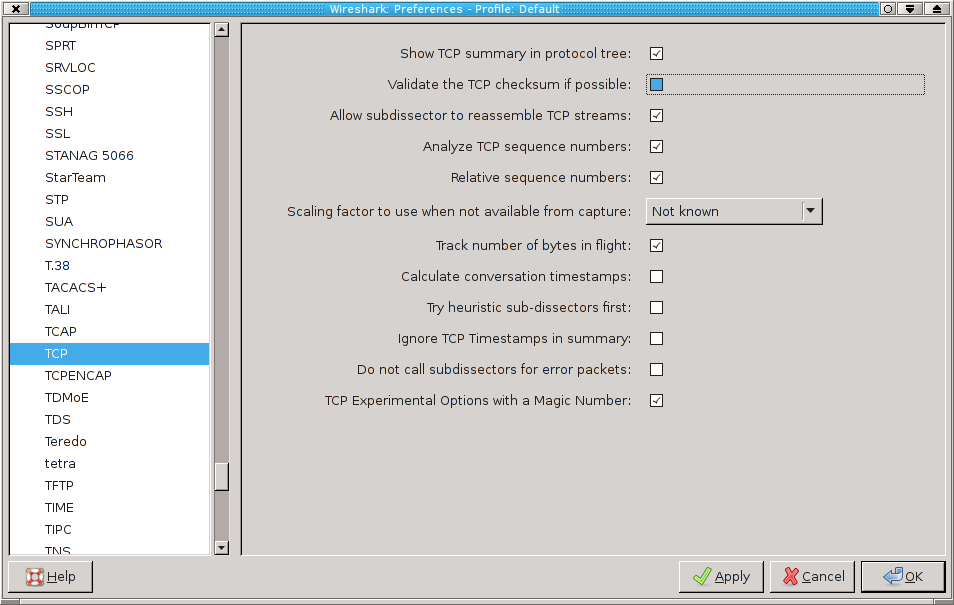 Wireshark: Preferences - Profile: Default
SoupBinTCP
SPRT
SRVLOC
SSCOP
SSH
SSL
STANAG 5066
StarTeam
STP
SUA
SYNCHROPHASOR
T.38
TACACS+
TALI
TCAP
TCP
TCPENCAP
TDMoE
TDS
Teredo
tetra
TFTP
TIME
TIPC
TNS
Show TCP summary in protocol tree:
Validate the TCP checksum if possible:
Allow subdissector to reassemble TCP streams:
Analyze TCP sequence numbers:
Relative sequence numbers:
Scaling factor to use when not available from capture: Not known
Track number of bytes in flight:
Calculate conversation timestamps:
Try heuristic sub-dissectors first:
Ignore TCP Timestamps in summary:
Do not call subdissectors for error packets:
TCP Experimental Options with a Magic Number:
Help
Apply
Cancel
OK